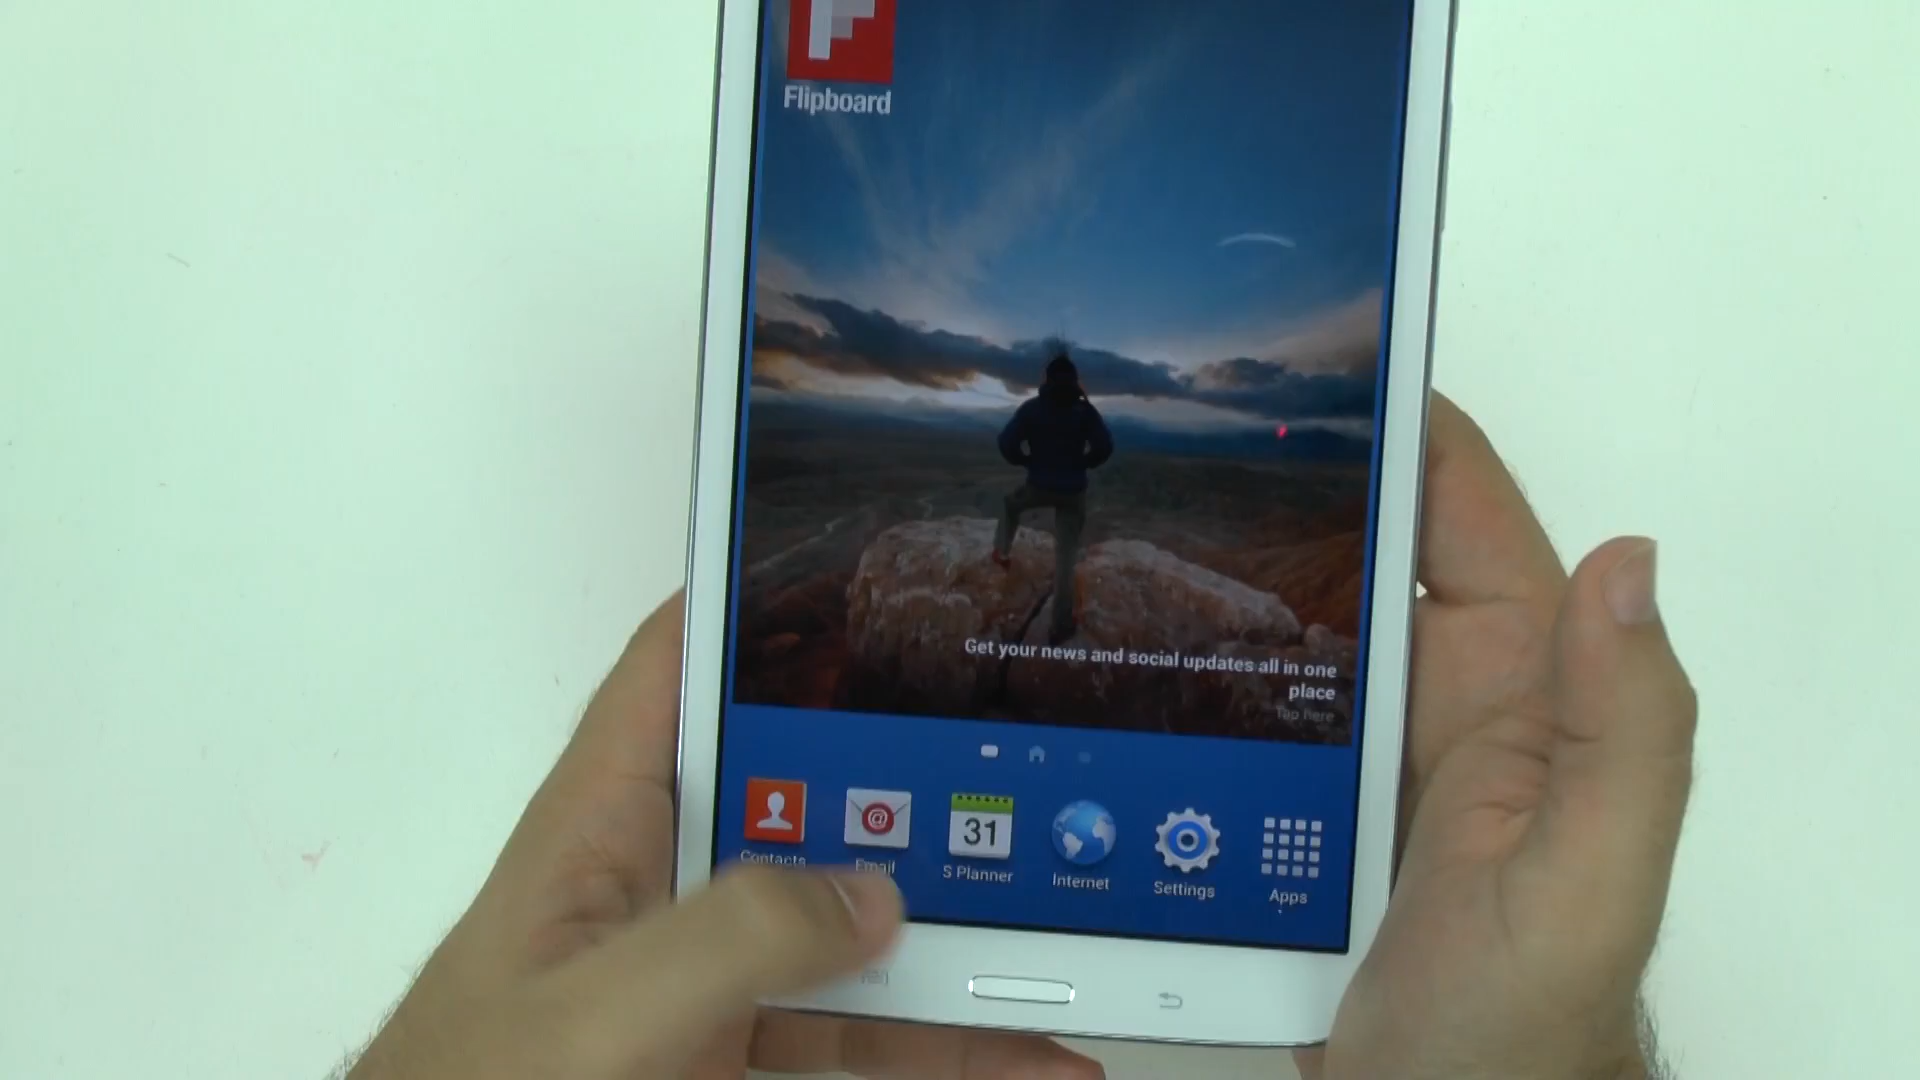 Flipboard
Get your news and social updates all in one
place
Tap here
Contacts
Email
31
S Planner
Internet
Settings
Apps